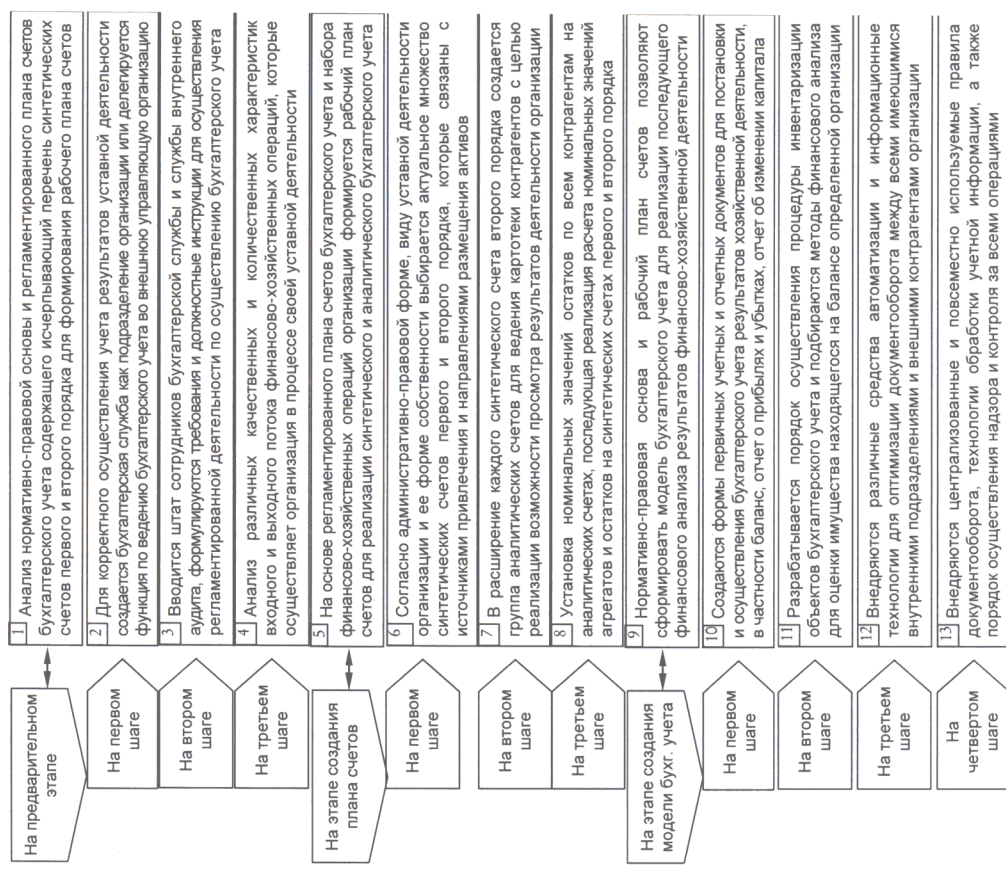 На предварительном
этапе
1 Анализ нормативно-правовой основы и регламентированного плана счетов
бухгалтерского учета содержащего исчерпывающий перечень синтетических
счетов первого и второго порядка для формирования рабочего плана счетов
На первом
шаге
2 Для корректного осуществления учета результатов уставной деятельности
создается бухгалтерская служба как подразделение организации или делегируется
функция по ведению бухгалтерского учета во внешнюю управляющую организацию
На втором
шаге
3 Вводится штат сотрудников бухгалтерской службы и службы внутреннего
аудита, формулируются требования и должностные инструкции для осуществления
регламентированной деятельности по осуществлению бухгалтерского учета
На третьем
шаге
4 Анализ различных качественных и количественных характеристик
входного и выходного потока финансово-хозяйственных операций, которые
осуществляет организация в процессе своей уставной деятельности
На этапе создания
плана счетов
5 На основе регламентированного плана счетов бухгалтерского учета и набора
финансово-хозяйственных операций организации формируется рабочий план
счетов для реализации синтетического и аналитического бухгалтерского учета
На первом
шаге
6 Согласно административно-правовой форме, виду уставной деятельности
организации и ее форме собственности выбирается актуальное множество
синтетических счетов первого и второго порядка, которые связаны с
источниками привлечения и направлениями размещения активов
На втором
шаге
7 В расширение каждого синтетического счета второго порядка создается
группа аналитических счетов для ведения картотеки контрагентов с целью
реализации возможности просмотра результатов деятельности организации
На третьем
шаге
8 Установка номинальных значений остатков по всем контрагентам на
аналитических счетах, последующая реализация расчета номинальных значений
агрегатов и остатков на синтетических счетах первого и второго порядка
На этапе создания
модели бухг. учета
9 Нормативно-правовая основа и рабочий план счетов позволяют
сформировать модель бухгалтерского учета для реализации последующего
финансового анализа результатов финансово-хозяйственной деятельностью
На первом
шаге
10 Создаются формы первичных учетных и отчетных документов для постановки
и осуществления бухгалтерского учета результатов хозяйственной деятельности,
в частности баланс, отчет о прибылях и убытках, отчет об изменении капитала
На втором
шаге
11 Разрабатывается порядок осуществления процедуры инвентаризации
объектов бухгалтерского учета и подбираются методы финансового анализа
для оценки имущества находящегося на балансе определенной организации
На третьем
шаге
12 Внедряются различные средства автоматизации и информационные
технологии для оптимизации документооборота между всеми имеющимися
внутренними подразделениями и внешними контрагентами организации
На
четвертом
шаге
13 Внедряются централизованные и повсеместно используемые правила
документооборота, технологии обработки учетной информации, а также
порядок осуществления надзора и контроля за всеми операциями